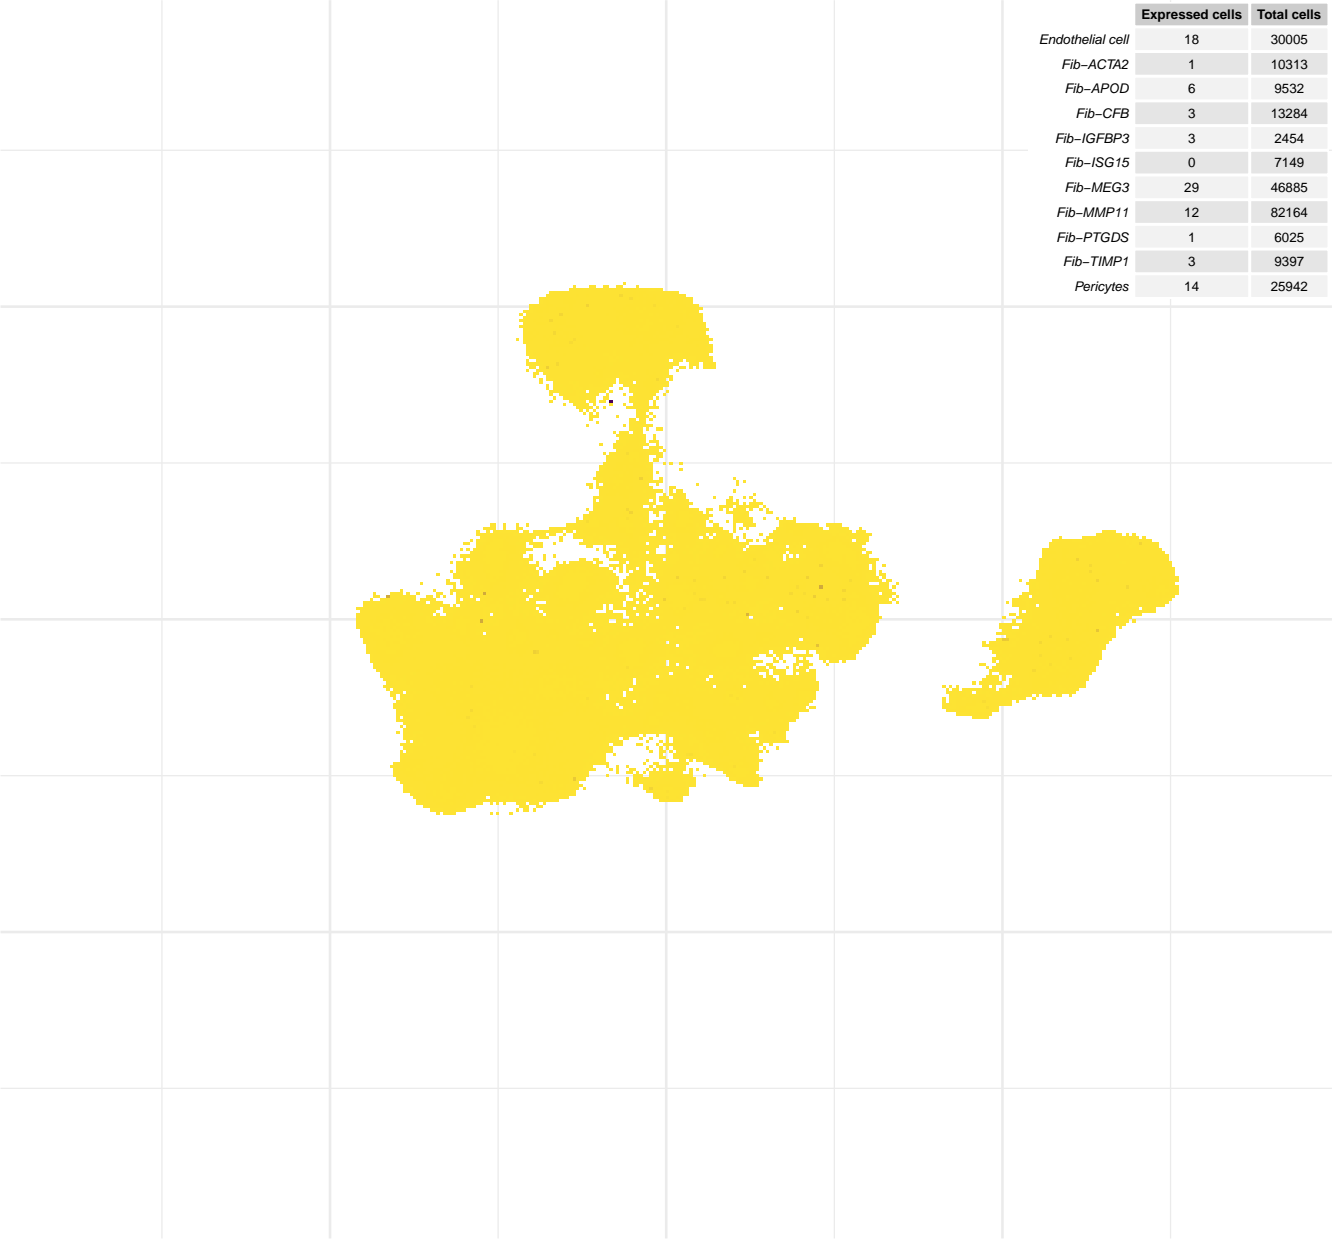 Expressed cells Total cells
Endothelial cell 18 30005
Fib−ACTA2 1 10313
Fib−APOD 6 9532
Fib−CFB 3 13284
Fib−IGFBP3 3 2454
Fib−ISG15 0 7149
Fib−MEG3 29 46885
Fib−MMP11 12 82164
Fib−PTGDS 1 6025
Fib−TIMP1 3 9397
Pericytes 14 25942